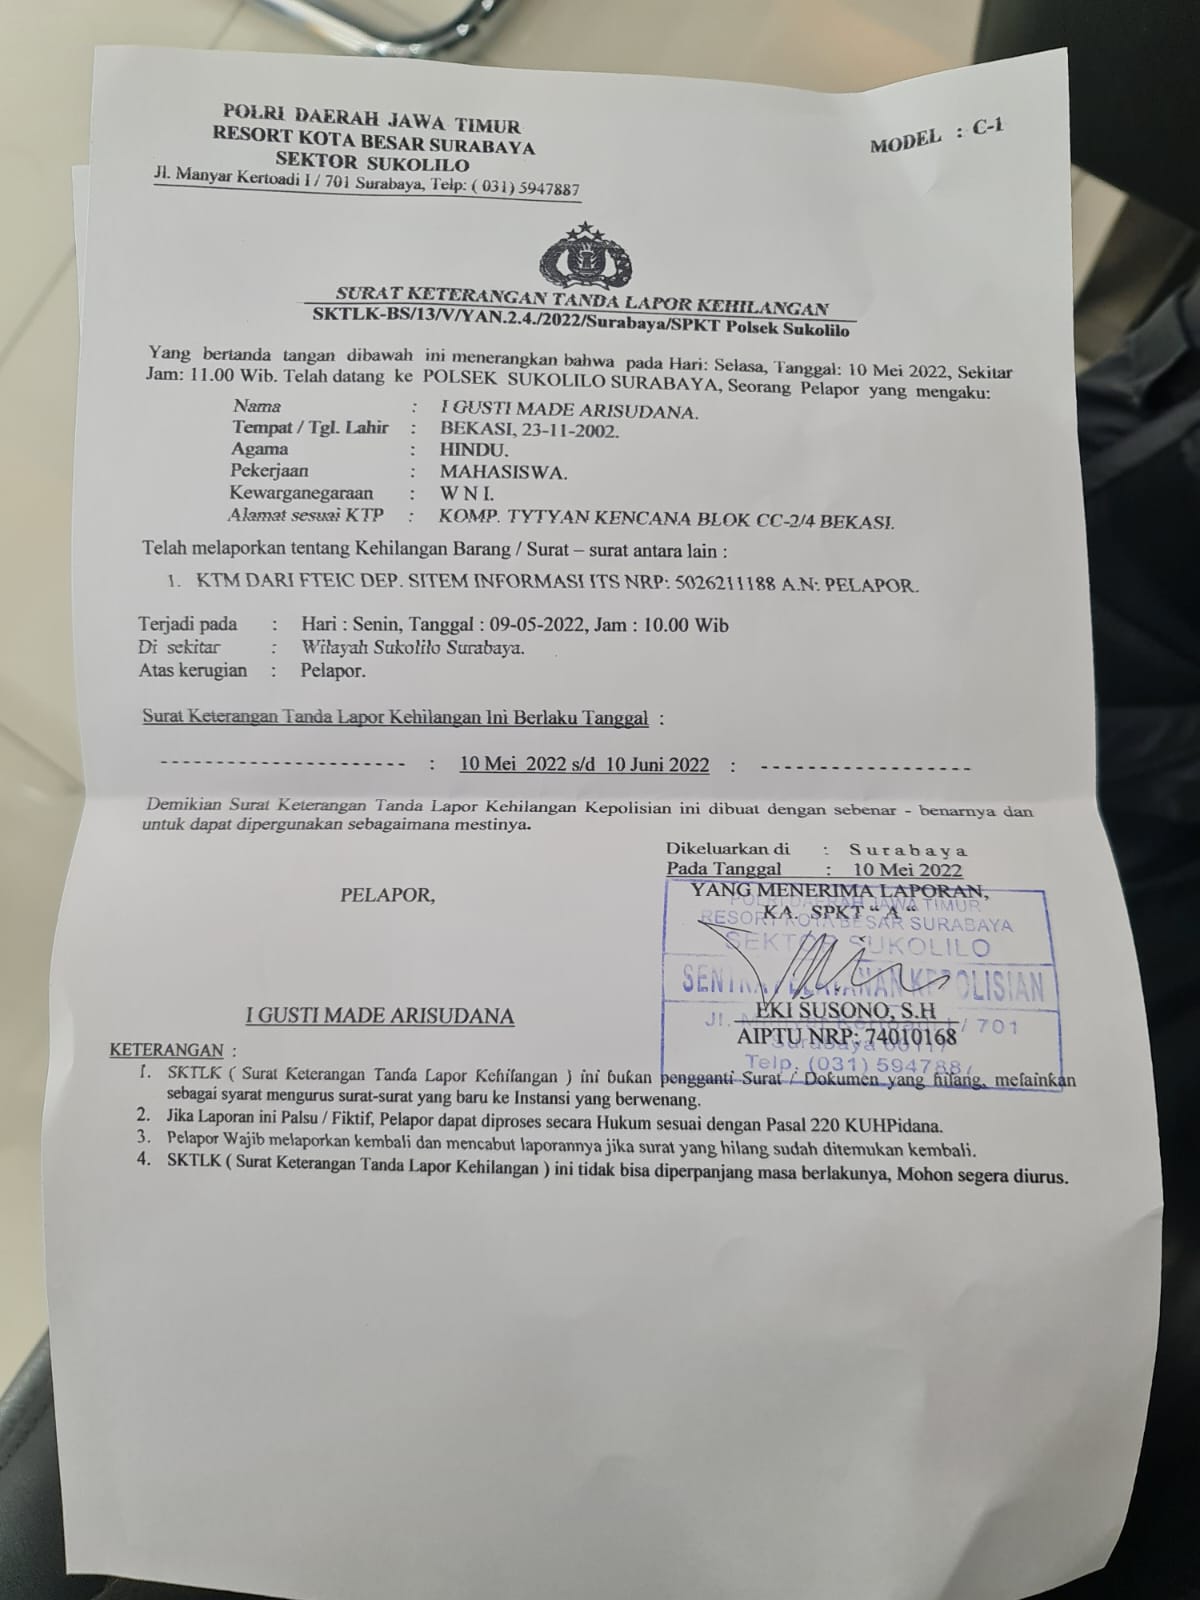 POLRI DAERAH JAWA TIMUR
RESORT KOTA BESAR SURABAYA
SEKTOR SUKOLILO
Jl. Manyar Kertoadi I / 701 Surabaya, Telp: ( 031) 5947887
MODEL : C-1
SURAT KETERANGAN TANDA LAPOR KEHILANGAN
SKTLK-BS/13/V/YAN.2.4./2022/Surabaya/SPKT Polsek Sukolilo
Yang bertanda tangan dibawah ini menerangkan bahwa pada Hari: Selasa, Tanggal: 10 Mei 2022, Sekitar
Jam: 11.00 Wib. Telah datang ke POLSEK SUKOLILO SURABAYA, Seorang Pelapor yang mengaku:
Nama : I GUSTI MADE ARISUDANA.
Tempat / Tgl. Lahir : BEKASI, 23-11-2002.
Agama : HINDU.
Pekerjaan : MAHASISWA.
Kewarganegaraan : W N I.
Alamat sesuai KTP : KOMP. TYTYAN KENCANA BLOK CC-2/4 BEKASI.
Telah melaporkan tentang Kehilangan Barang / Surat – surat antara lain :
1. KTM DARI FTEIC DEP. SITEM INFORMASI ITS NRP: 5026211188 A.N: PELAPOR.
Terjadi pada : Hari : Senin, Tanggal : 09-05-2022, Jam : 10.00 Wib
Di sekitar : Wilayah Sukolilo Surabaya.
Atas kerugian : Pelapor.
Surat Keterangan Tanda Lapor Kehilangan Ini Berlaku Tanggal :
- - - - - - - - - - - - - - - - - - - - - - - : 10 Mei 2022 s/d 10 Juni 2022 : - - - - - - - - - - - - - - - - - - -
Demikian Surat Keterangan Tanda Lapor Kehilangan Kepolisian ini dibuat dengan sebenar - benarnya dan
untuk dapat dipergunakan sebagaimana mestinya.
Dikeluarkan di : S u r a b a y a
Pada Tanggal : 10 Mei 2022
PELAPOR,
YANG MENERIMA LAPORAN,
KA. SPKT “ A “
POLRI DAERAH JAWA TIMUR
RESORT KOTA BESAR SURABAYA
SEKTOR SUKOLILO
SENTRA PELAYANAN KEPOLISIAN
EKI SUSONO, S.H
I GUSTI MADE ARISUDANA
Jl. Manyar Kertoadi I / 701
AIPTU NRP: 74010168
Surabaya
Telp. (031) 5947887
KETERANGAN :
1. SKTLK ( Surat Keterangan Tanda Lapor Kehilangan ) ini bukan pengganti Surat / Dokumen yang hilang, melainkan
sebagai syarat mengurus surat-surat yang baru ke Instansi yang berwenang.
2. Jika Laporan ini Palsu / Fiktif, Pelapor dapat diproses secara Hukum sesuai dengan Pasal 220 KUHPidana.
3. Pelapor Wajib melaporkan kembali dan mencabut laporannya jika surat yang hilang sudah ditemukan kembali.
4. SKTLK ( Surat Keterangan Tanda Lapor Kehilangan ) ini tidak bisa diperpanjang masa berlakunya, Mohon segera diurus.